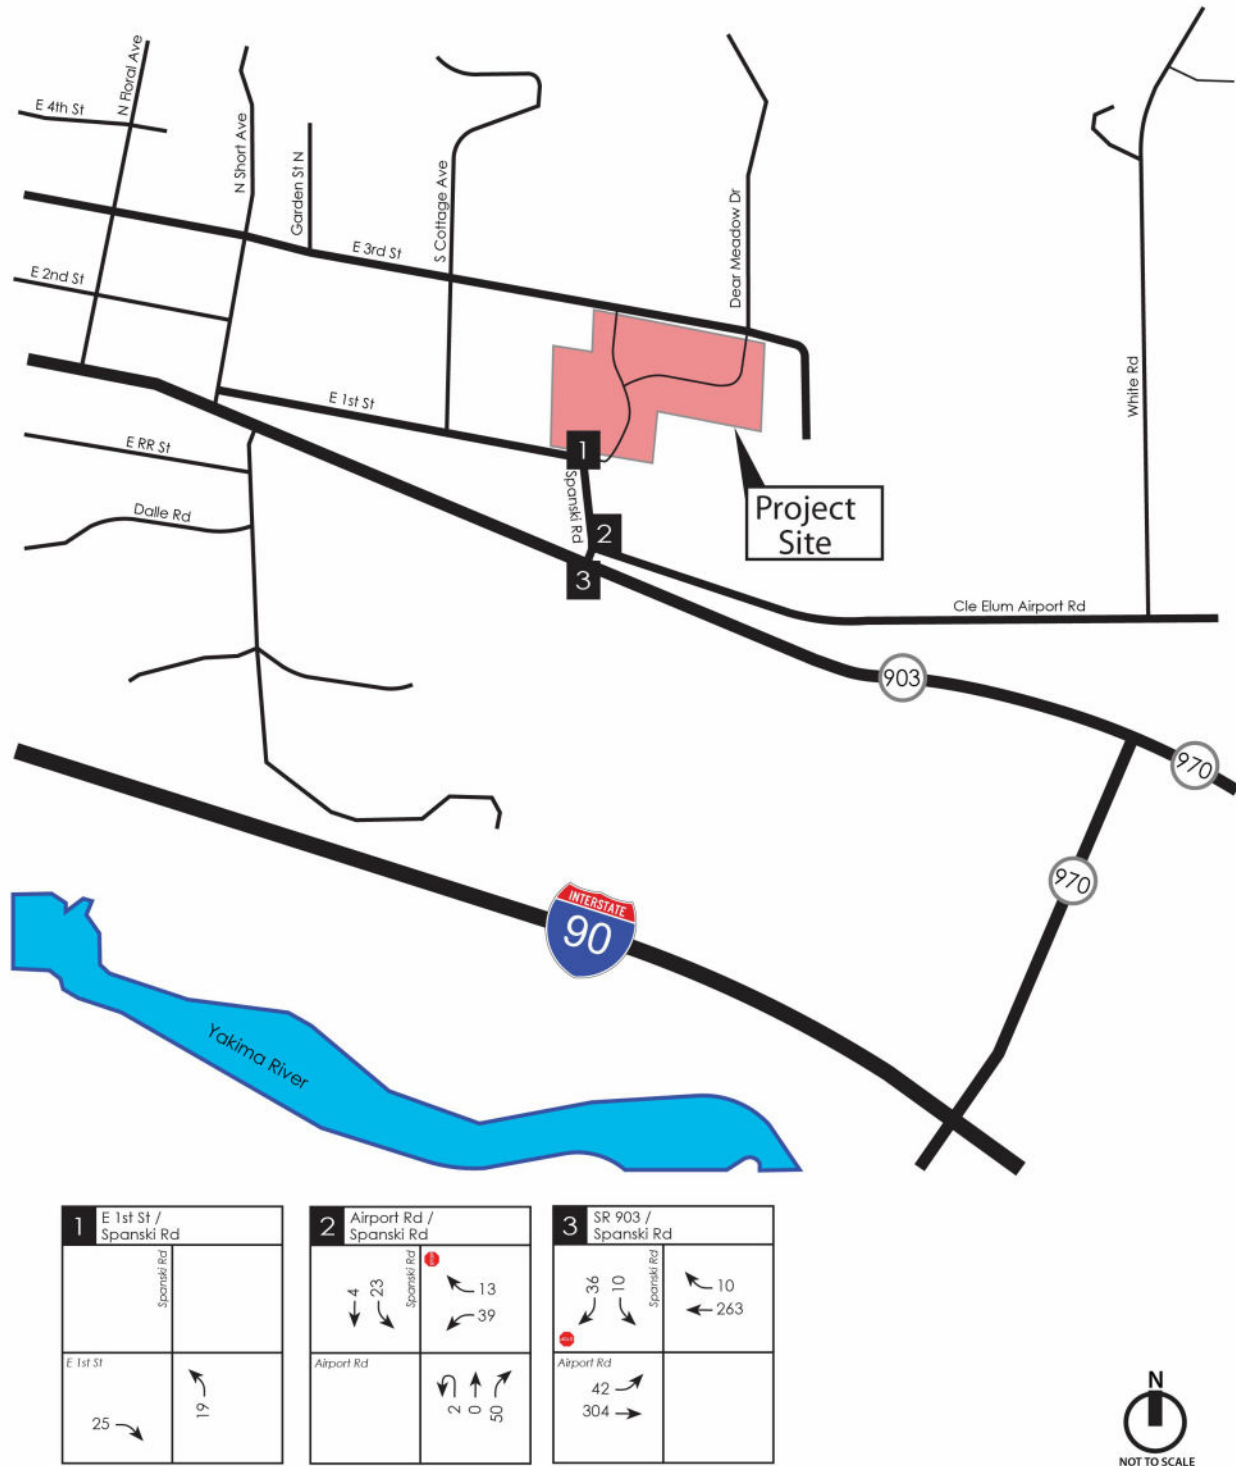 N Floral Ave
E 4th St
N Short Ave
Garden St N
S Cottage Ave
Dear Meadow Dr
E 3rd St
E 2nd St
White Rd
E 1st St
E RR St
1
Spanski Rd
Project
Site
Dalle Rd
2
3
Cle Elum Airport Rd
903
970
970
INTERSTATE
90
Yakima River
1
E 1st St /
Spanski Rd
Spanski Rd
E 1st St
25
19
2
Airport Rd /
Spanski Rd
4
23
Spanski Rd
13
39
Airport Rd
2
0
50
3
SR 903 /
Spanski Rd
36
10
Spanski Rd
10
263
Airport Rd
42
304
N
NOT TO SCALE